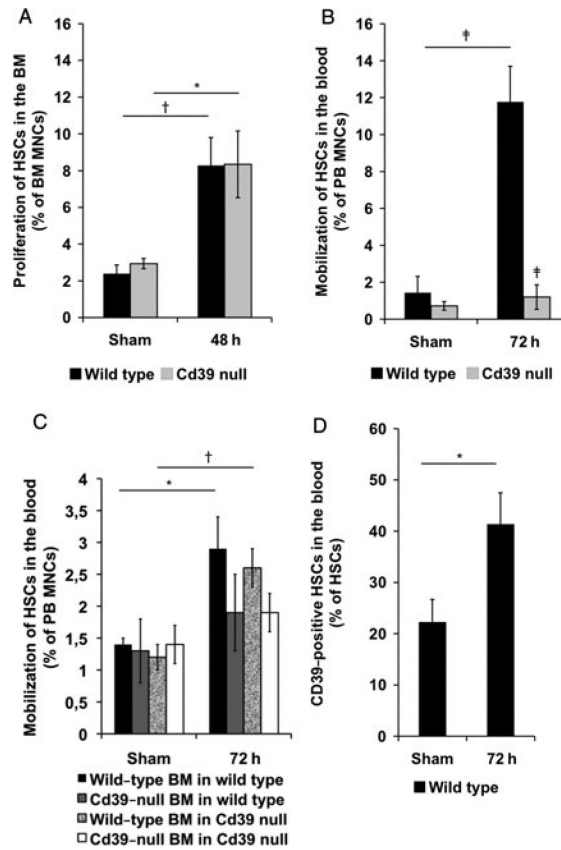 A
Proliferation of HSCs in the BM
(% of BM MNCs)
16
14
12
10
8
6
4
2
0
*
†
Sham
48 h
Wild type
Cd39 null
B
Mobilization of HSCs in the blood
(% of PB MNCs)
16
14
12
10
8
6
4
2
0
‡
‡
Sham
72 h
Wild type
Cd39 null
C
Mobilization of HSCs in the blood
(% of PB MNCs)
4
3,5
3
2,5
2
1,5
1
0,5
0
†
*
Sham
72 h
Wild-type BM in wild type
Cd39-null BM in wild type
Wild-type BM in Cd39 null
Cd39-null BM in Cd39 null
D
CD39-positive HSCs in the blood
(% of HSCs)
60
50
40
30
20
10
0
*
Sham
72 h
Wild type